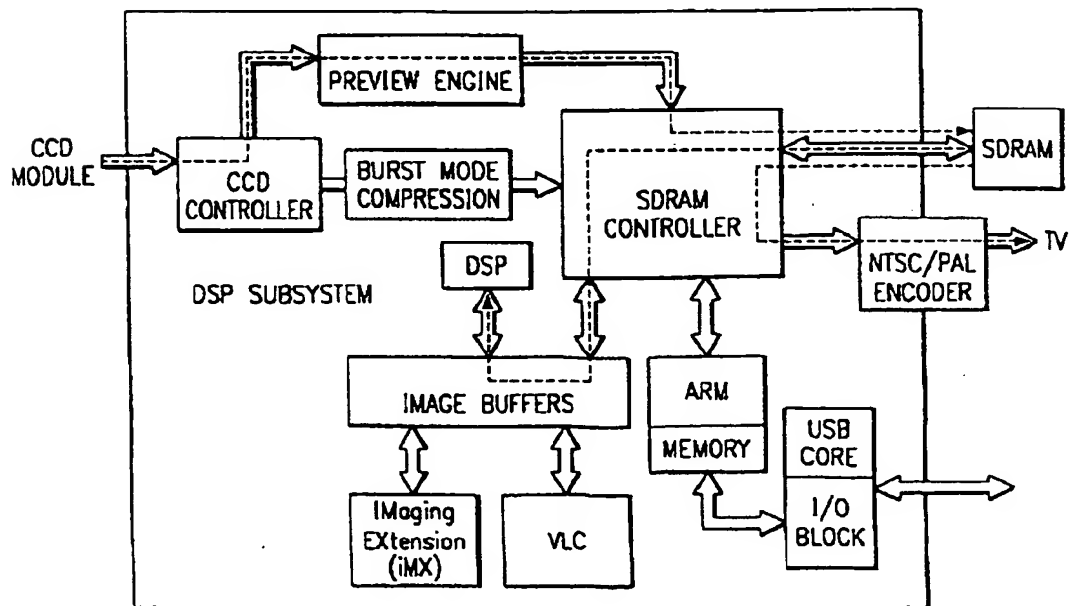 PREVIEW ENGINE
CCD
MODULE
CCD
CONTROLLER
BURST MODE
COMPRESSION
SDRAM
CONTROLLER
SDRAM
NTSC/PAL
ENCODER
TV
DSP
DSP SUBSYSTEM
IMAGE BUFFERS
ARM
MEMORY
USB
CORE
I/O
BLOCK
IMaging
EXtension
(iMX)
VLC